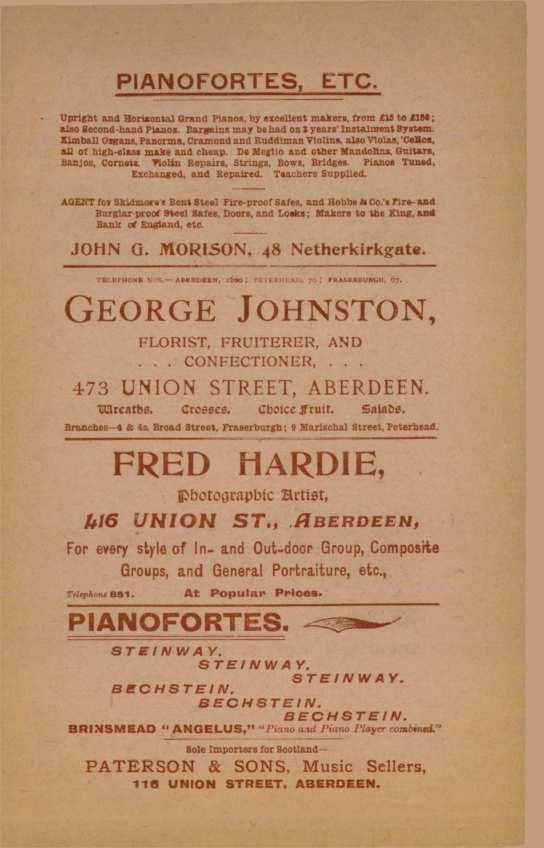 PIANOFORTES, ETC.
Upright and Horizontal Grand Pianos, by excellent makers, from £15 to £150;
also Second-hand Pianos. Bargains may be had on 3 years' Instalment System.
Kimball Organs, Panorma, Cramond and Ruddiman Violins, also Violas, 'Cellos,
all of high-class make and cheap. De Meglio and other Mandolins, Guitars,
Banjos, Cornets. Violin Repairs, Strings, Bows, Bridges. Pianos Tuned,
Exchanged, and Repaired. Teachers Supplied.
AGENT for Skidmore's Bent Steel Fire-proof Safes, and Hobbs & Co.'s Fire- and
Burglar-proof Steel Safes, Doors, and Locks; Makers to the King, and
Bank of England, etc.
JOHN G. MORISON, 48 Netherkirkgate.
TELEPHONE NOS.— ABERDEEN, ; PETERHEAD, 70; FRASERBURGH, 67.
GEORGE JOHNSTON,
FLORIST, FRUITERER, AND
. . . CONFECTIONER, . . .
473 UNION STREET, ABERDEEN.
Wreaths. Crosses. Choice Fruit. Salads.
Branches—4 & 4a Broad Street, Fraserburgh; 9 Marischal Street, Peterhead.
FRED HARDIE,
Photographic Artist,
416 UNION ST., ABERDEEN,
For every style of In- and Out-door Group, Composite
Groups, and General Portraiture, etc.,
Telephone 881. At Popular Prices.
PIANOFORTES.
STEINWAY.
STEINWAY.
STEINWAY.
BECHSTEIN.
BECHSTEIN.
BECHSTEIN.
BRINSMEAD "ANGELUS," "Piano and Piano Player combined."
Sole Importers for Scotland—
PATERSON & SONS, Music Sellers,
116 UNION STREET, ABERDEEN.